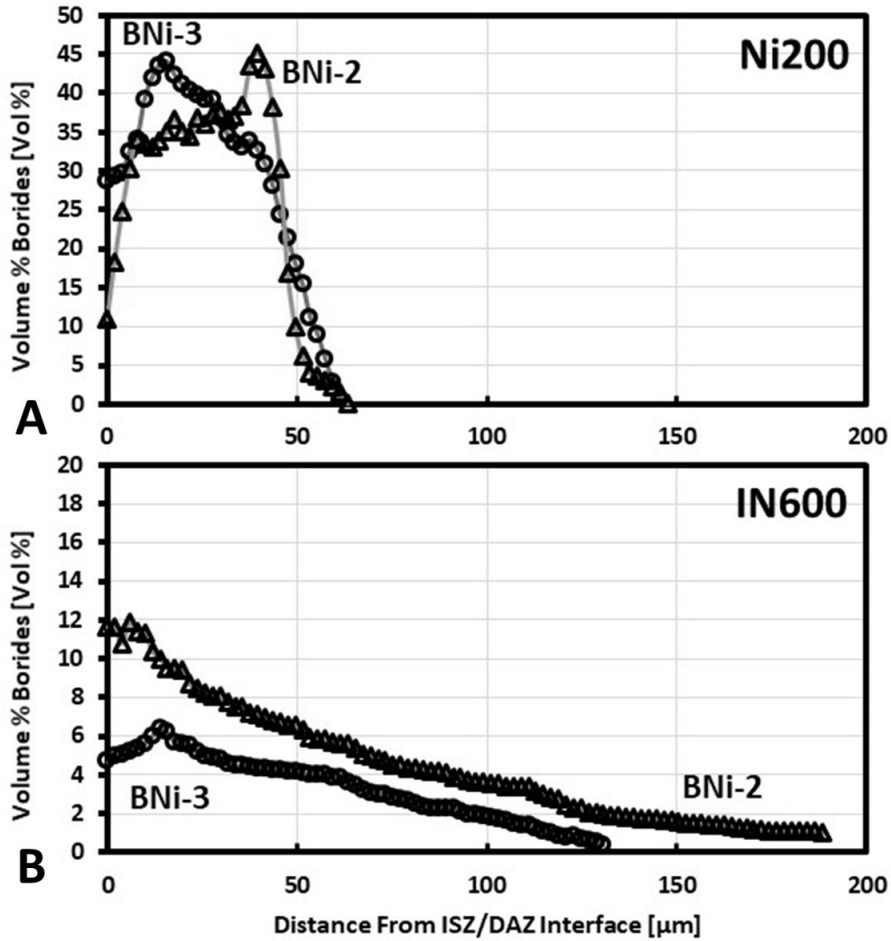 50
45
40
35
30
25
20
15
10
5
0
Volume % Borides [Vol %]
BNi-3
BNi-2
Ni200
A
0 50 100 150 200
20
18
16
14
12
10
8
6
4
2
0
Volume % Borides [Vol %]
IN600
BNi-3
BNi-2
B
0 50 100 150 200
Distance From ISZ/DAZ Interface [µm]